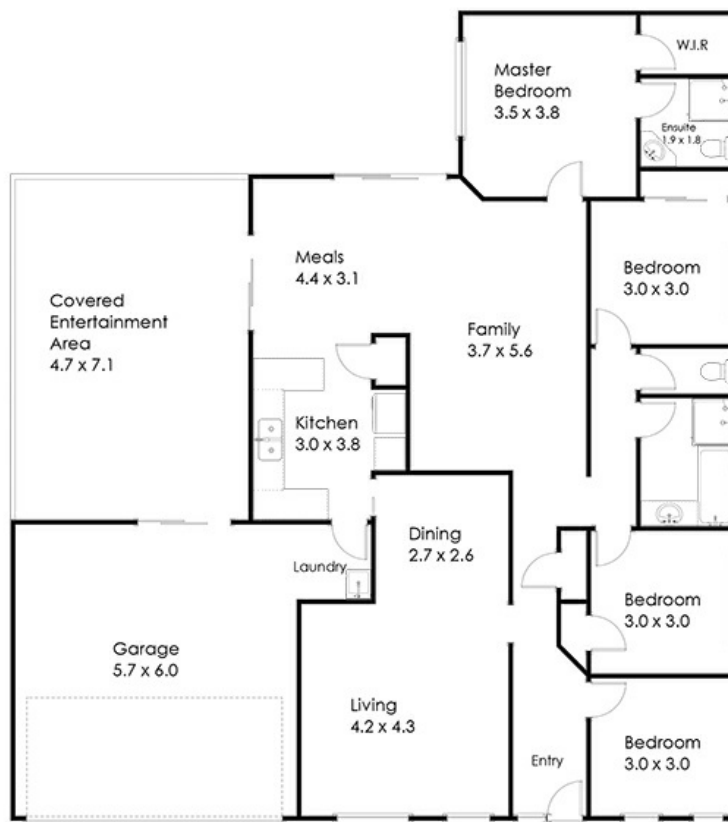 W.I.R
Master
Bedroom
3.5 x 3.8
Ensuite
1.9 x 1.8
Meals
4.4 x 3.1
Bedroom
3.0 x 3.0
Covered
Entertainment
Area
4.7 x 7.1
Family
3.7 x 5.6
Kitchen
3.0 x 3.8
Dining
2.7 x 2.6
Laundry
Bedroom
3.0 x 3.0
Garage
5.7 x 6.0
Living
4.2 x 4.3
Entry
Bedroom
3.0 x 3.0